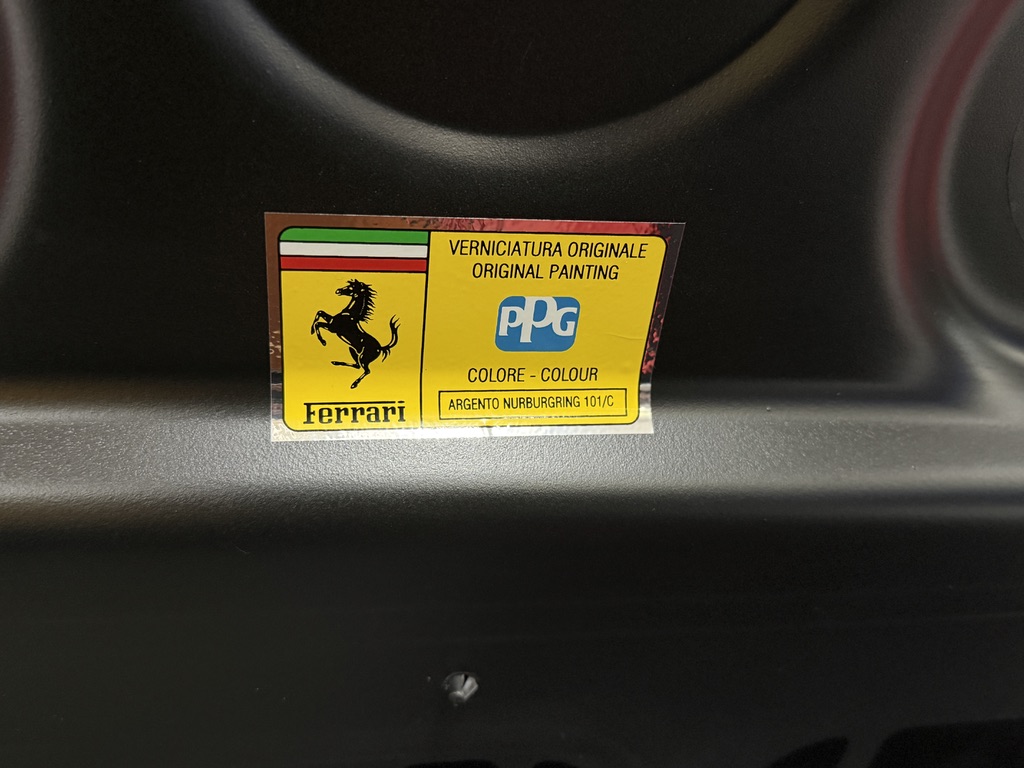 VERNICIATURA ORIGINALE
ORIGINAL PAINTING
PPG
COLORE - COLOUR
ARGENTO NURBURGRING 101/C
Ferrari